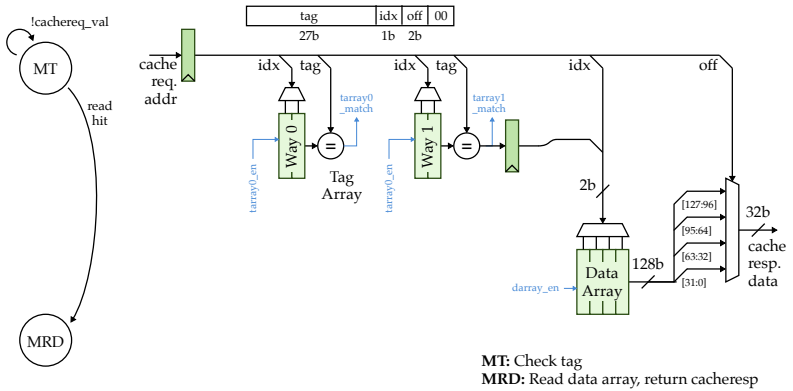 !cachereq_val
MT
read
hit
MRD
tag
idx
off
00
27b
1b
2b
cache
req.
addr
idx
tag
tarray0
_match
Way 0
=
tarray0_en
Tag
Array
idx
tag
tarray1
_match
Way 1
=
tarray0_en
idx
off
2b
Data
Array
darray_en
128b
[127:96]
[95:64]
[63:32]
[31:0]
32b
cache
resp.
data
MT: Check tag
MRD: Read data array, return cacheresp